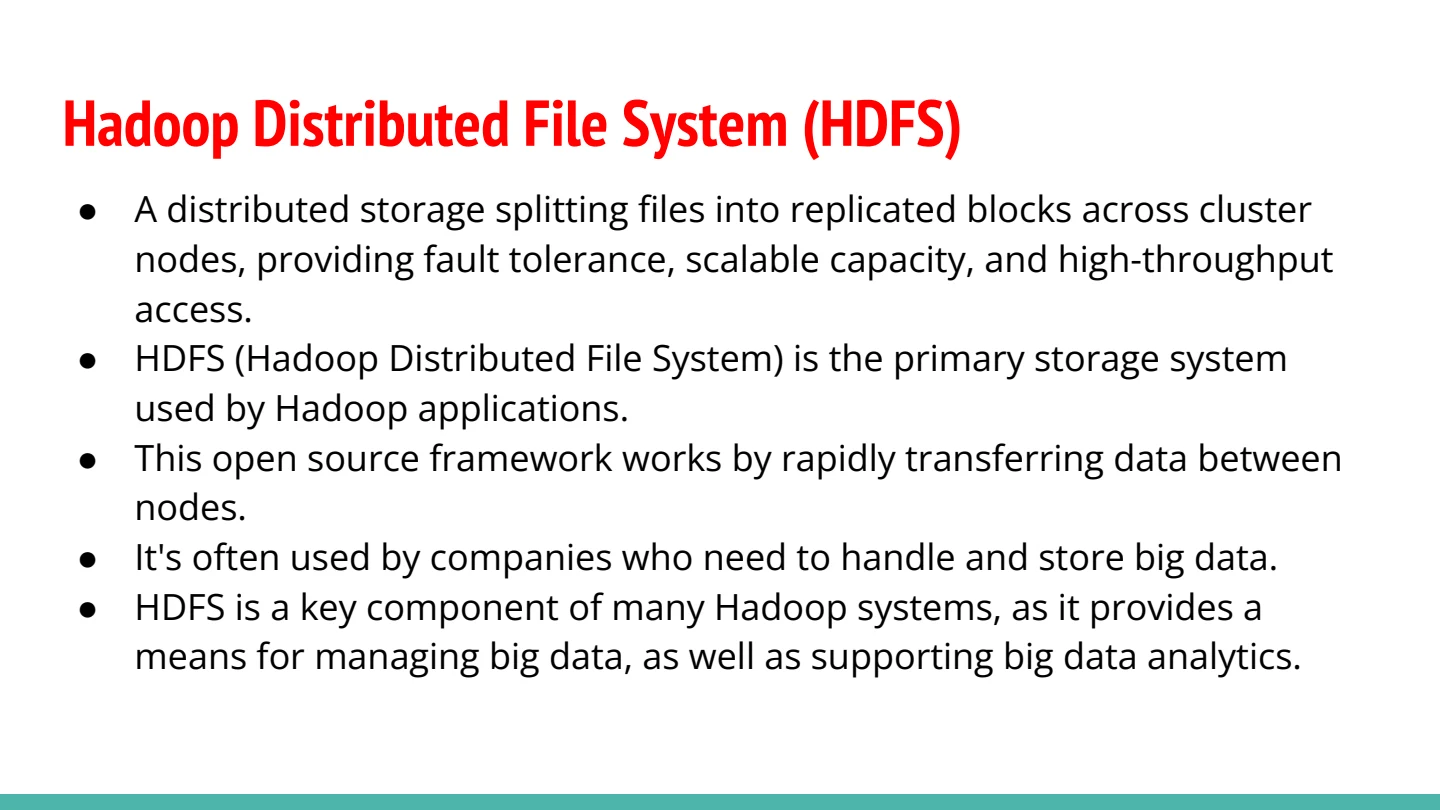 Hadoop Distributed File System (HDFS)
● A distributed storage splitting files into replicated blocks across cluster
nodes, providing fault tolerance, scalable capacity, and high-throughput
access.
● HDFS (Hadoop Distributed File System) is the primary storage system
used by Hadoop applications.
● This open source framework works by rapidly transferring data between
nodes.
● It's often used by companies who need to handle and store big data.
● HDFS is a key component of many Hadoop systems, as it provides a
means for managing big data, as well as supporting big data analytics.